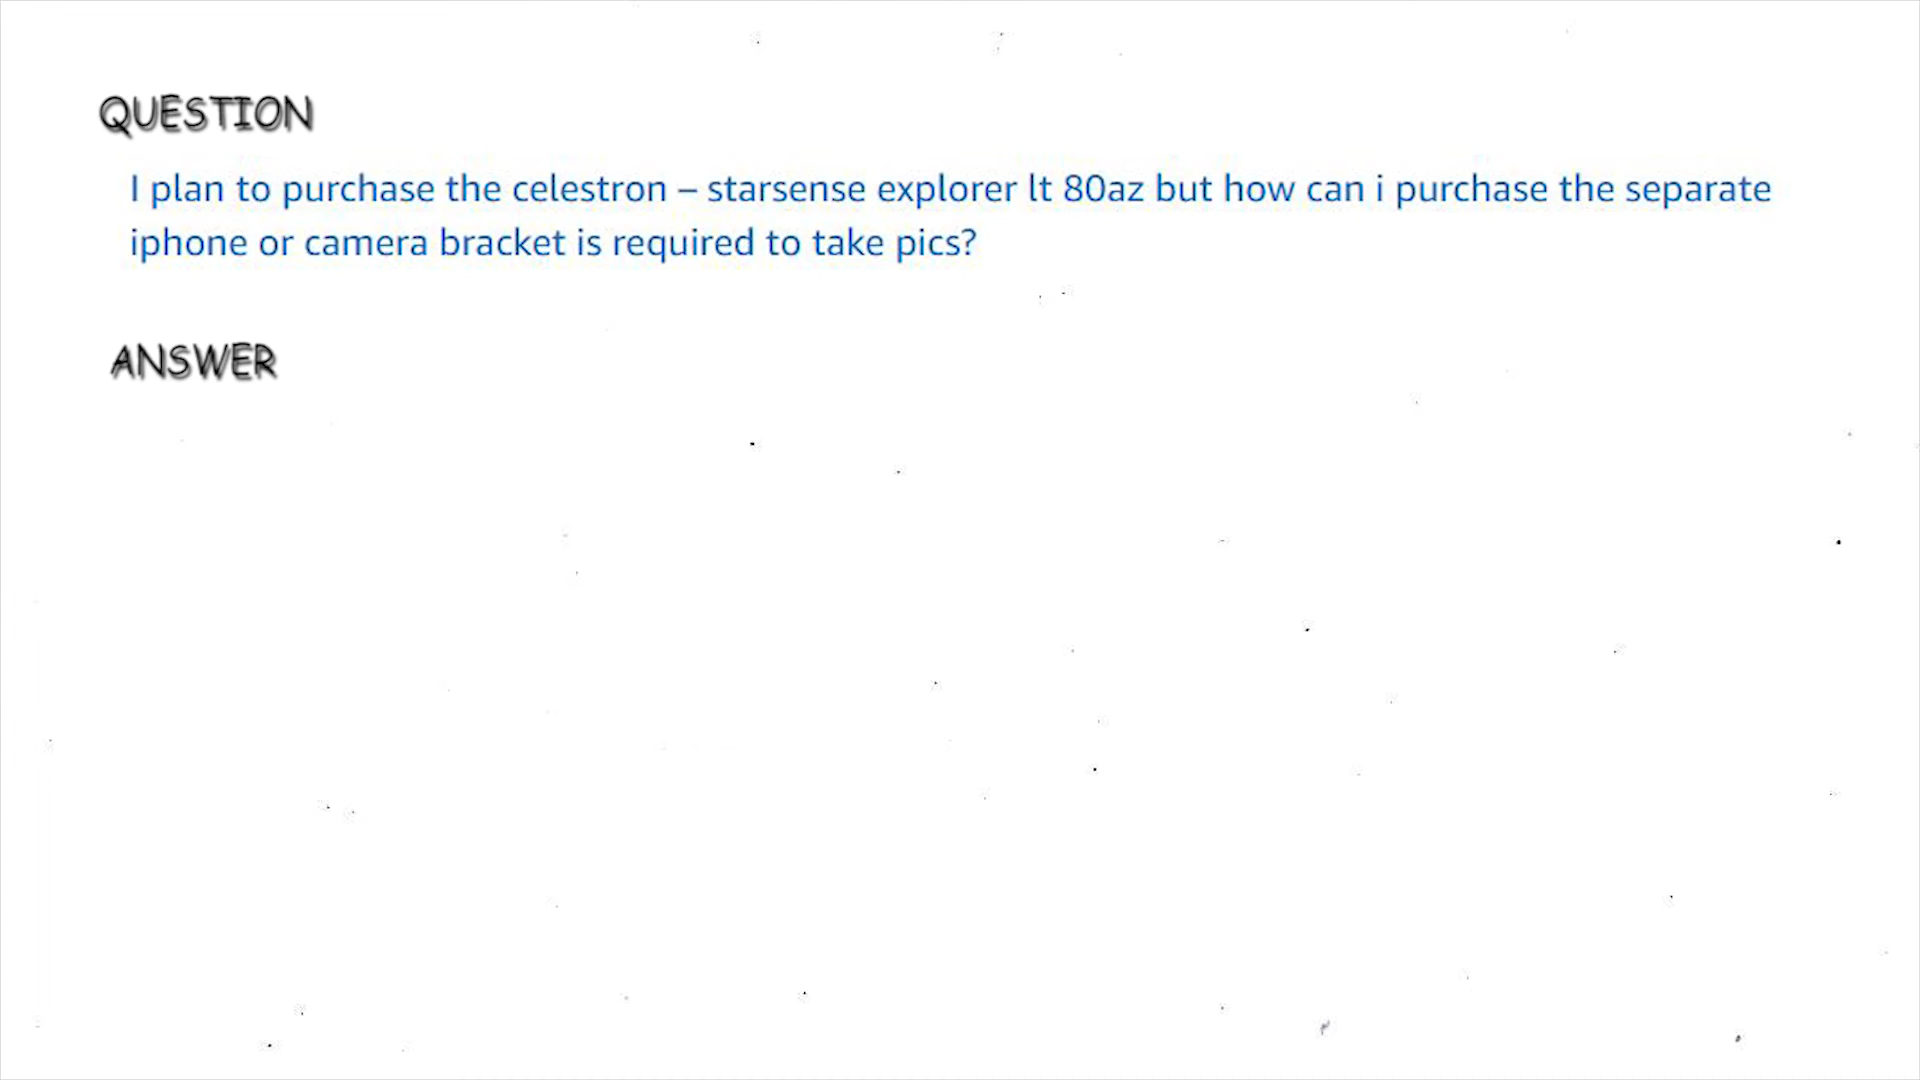 QUESTION
I plan to purchase the celestron – starsense explorer lt 80az but how can i purchase the separate
iphone or camera bracket is required to take pics?
ANSWER